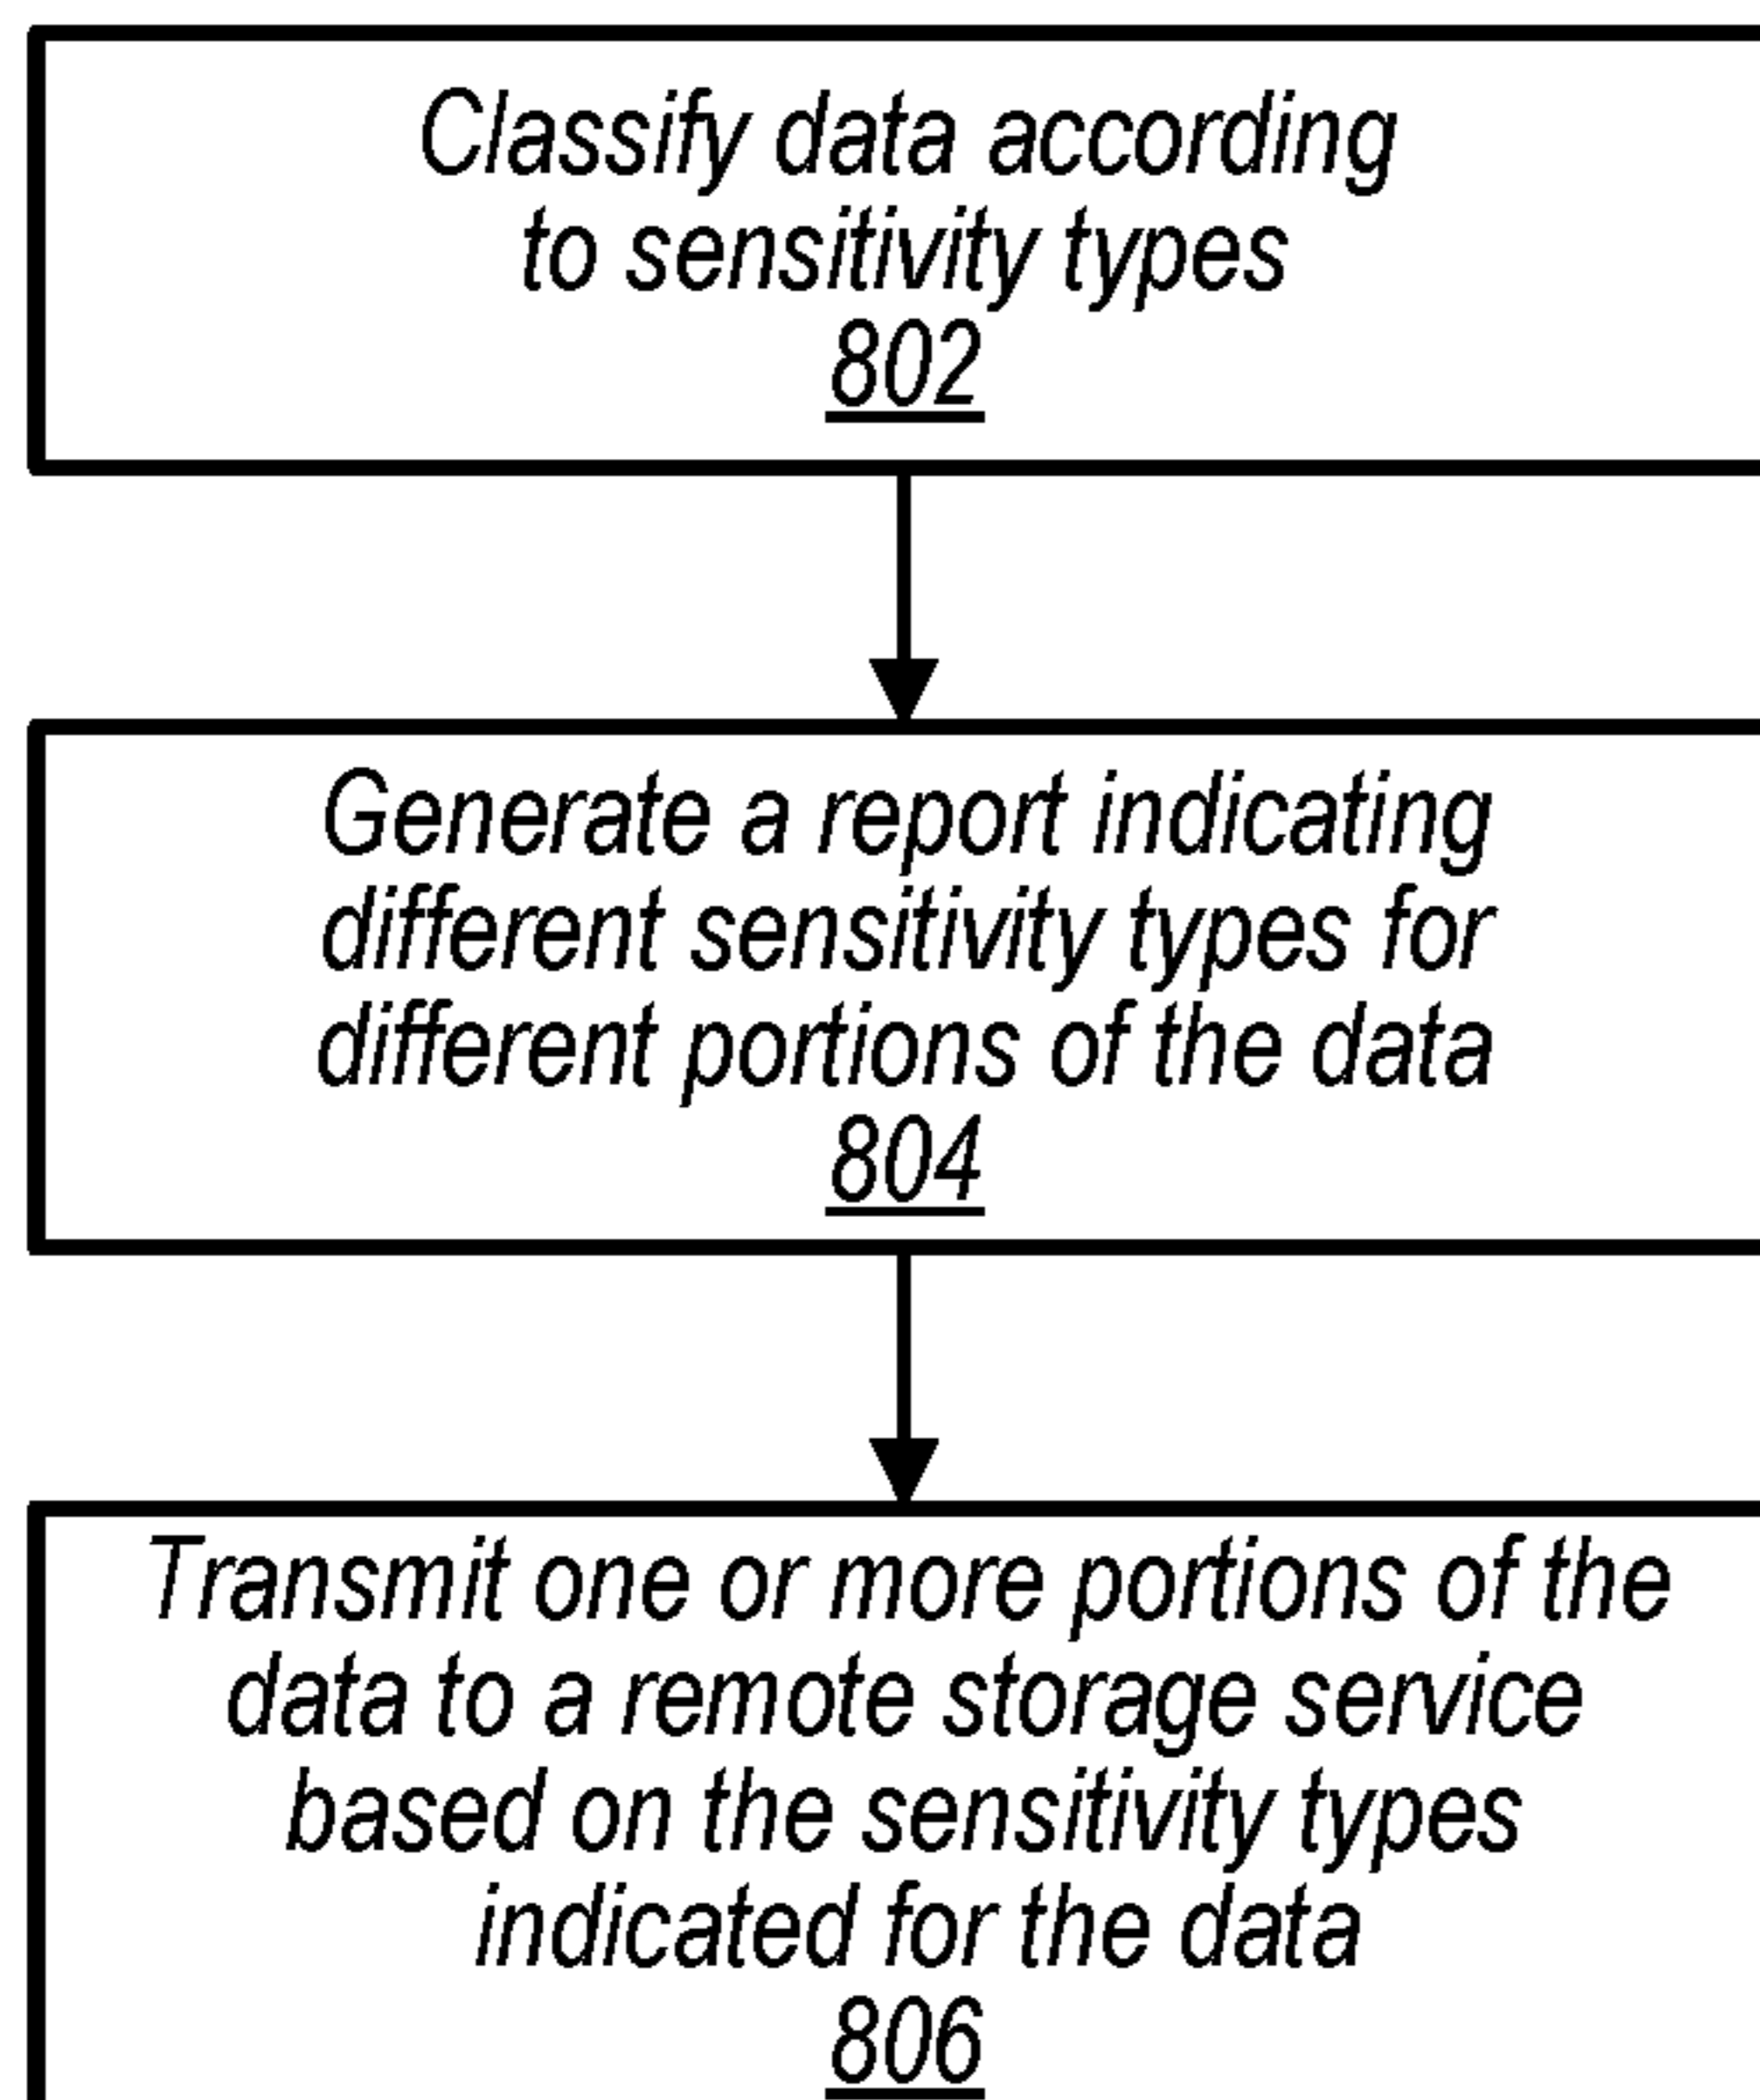 Classify data according
to sensitivity types
802
Generate a report indicating
different sensitivity types for
different portions of the data
804
Transmit one or more portions of the
data to a remote storage service
based on the sensitivity types
indicated for the data
806